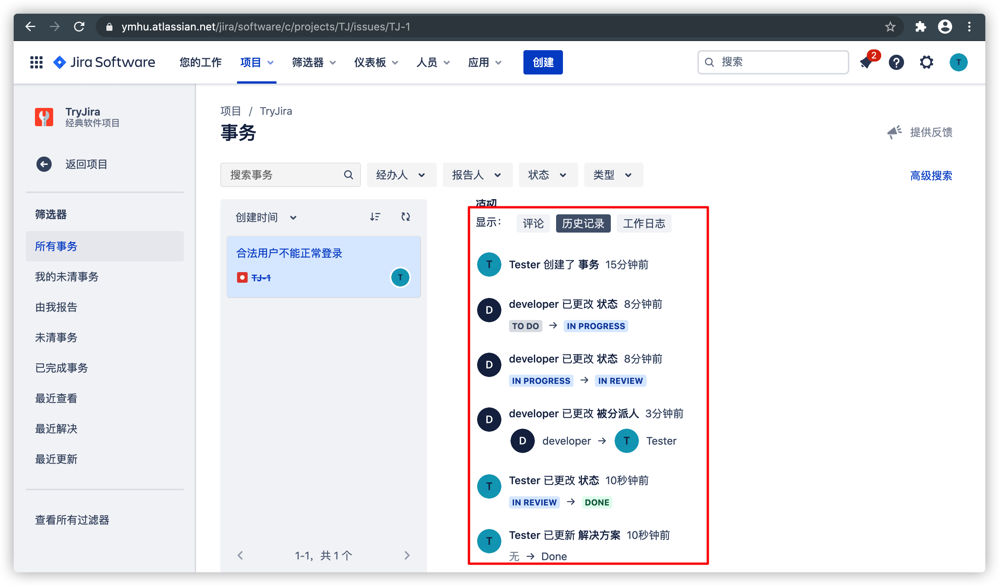 ymhu.atlassian.net/jira/software/c/projects/TJ/issues/TJ-1
Jira Software 您的工作 项目 筛选器 仪表板 人员 应用 创建 搜索 2 T
TryJira
经典软件项目
返回项目
筛选器
所有事务
我的未清事务
由我报告
未清事务
已完成事务
最近查看
最近解决
最近更新
查看所有过滤器
项目 / TryJira
事务
提供反馈
搜索事务 经办人 报告人 状态 类型 高级搜索
创建时间
合法用户不能正常登录
TJ-1 T
1-1，共 1 个
活动
显示： 评论 历史记录 工作日志
T Tester 创建了 事务 15分钟前
D developer 已更改 状态 8分钟前
TO DO → IN PROGRESS
D developer 已更改 状态 8分钟前
IN PROGRESS → IN REVIEW
D developer 已更改 被分派人 3分钟前
D developer → T Tester
T Tester 已更改 状态 10秒钟前
IN REVIEW → DONE
T Tester 已更新 解决方案 10秒钟前
无 → Done